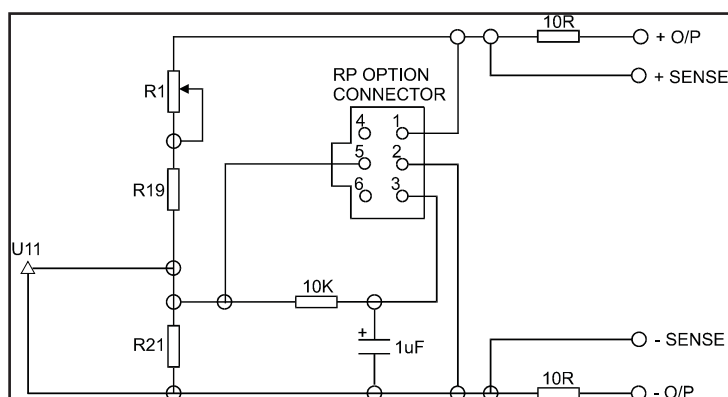 10R
+ O/P
+ SENSE
RP OPTION
CONNECTOR
R1
4 1
5 2
6 3
R19
U11
10K
+
1uF
R21
- SENSE
10R
- O/P